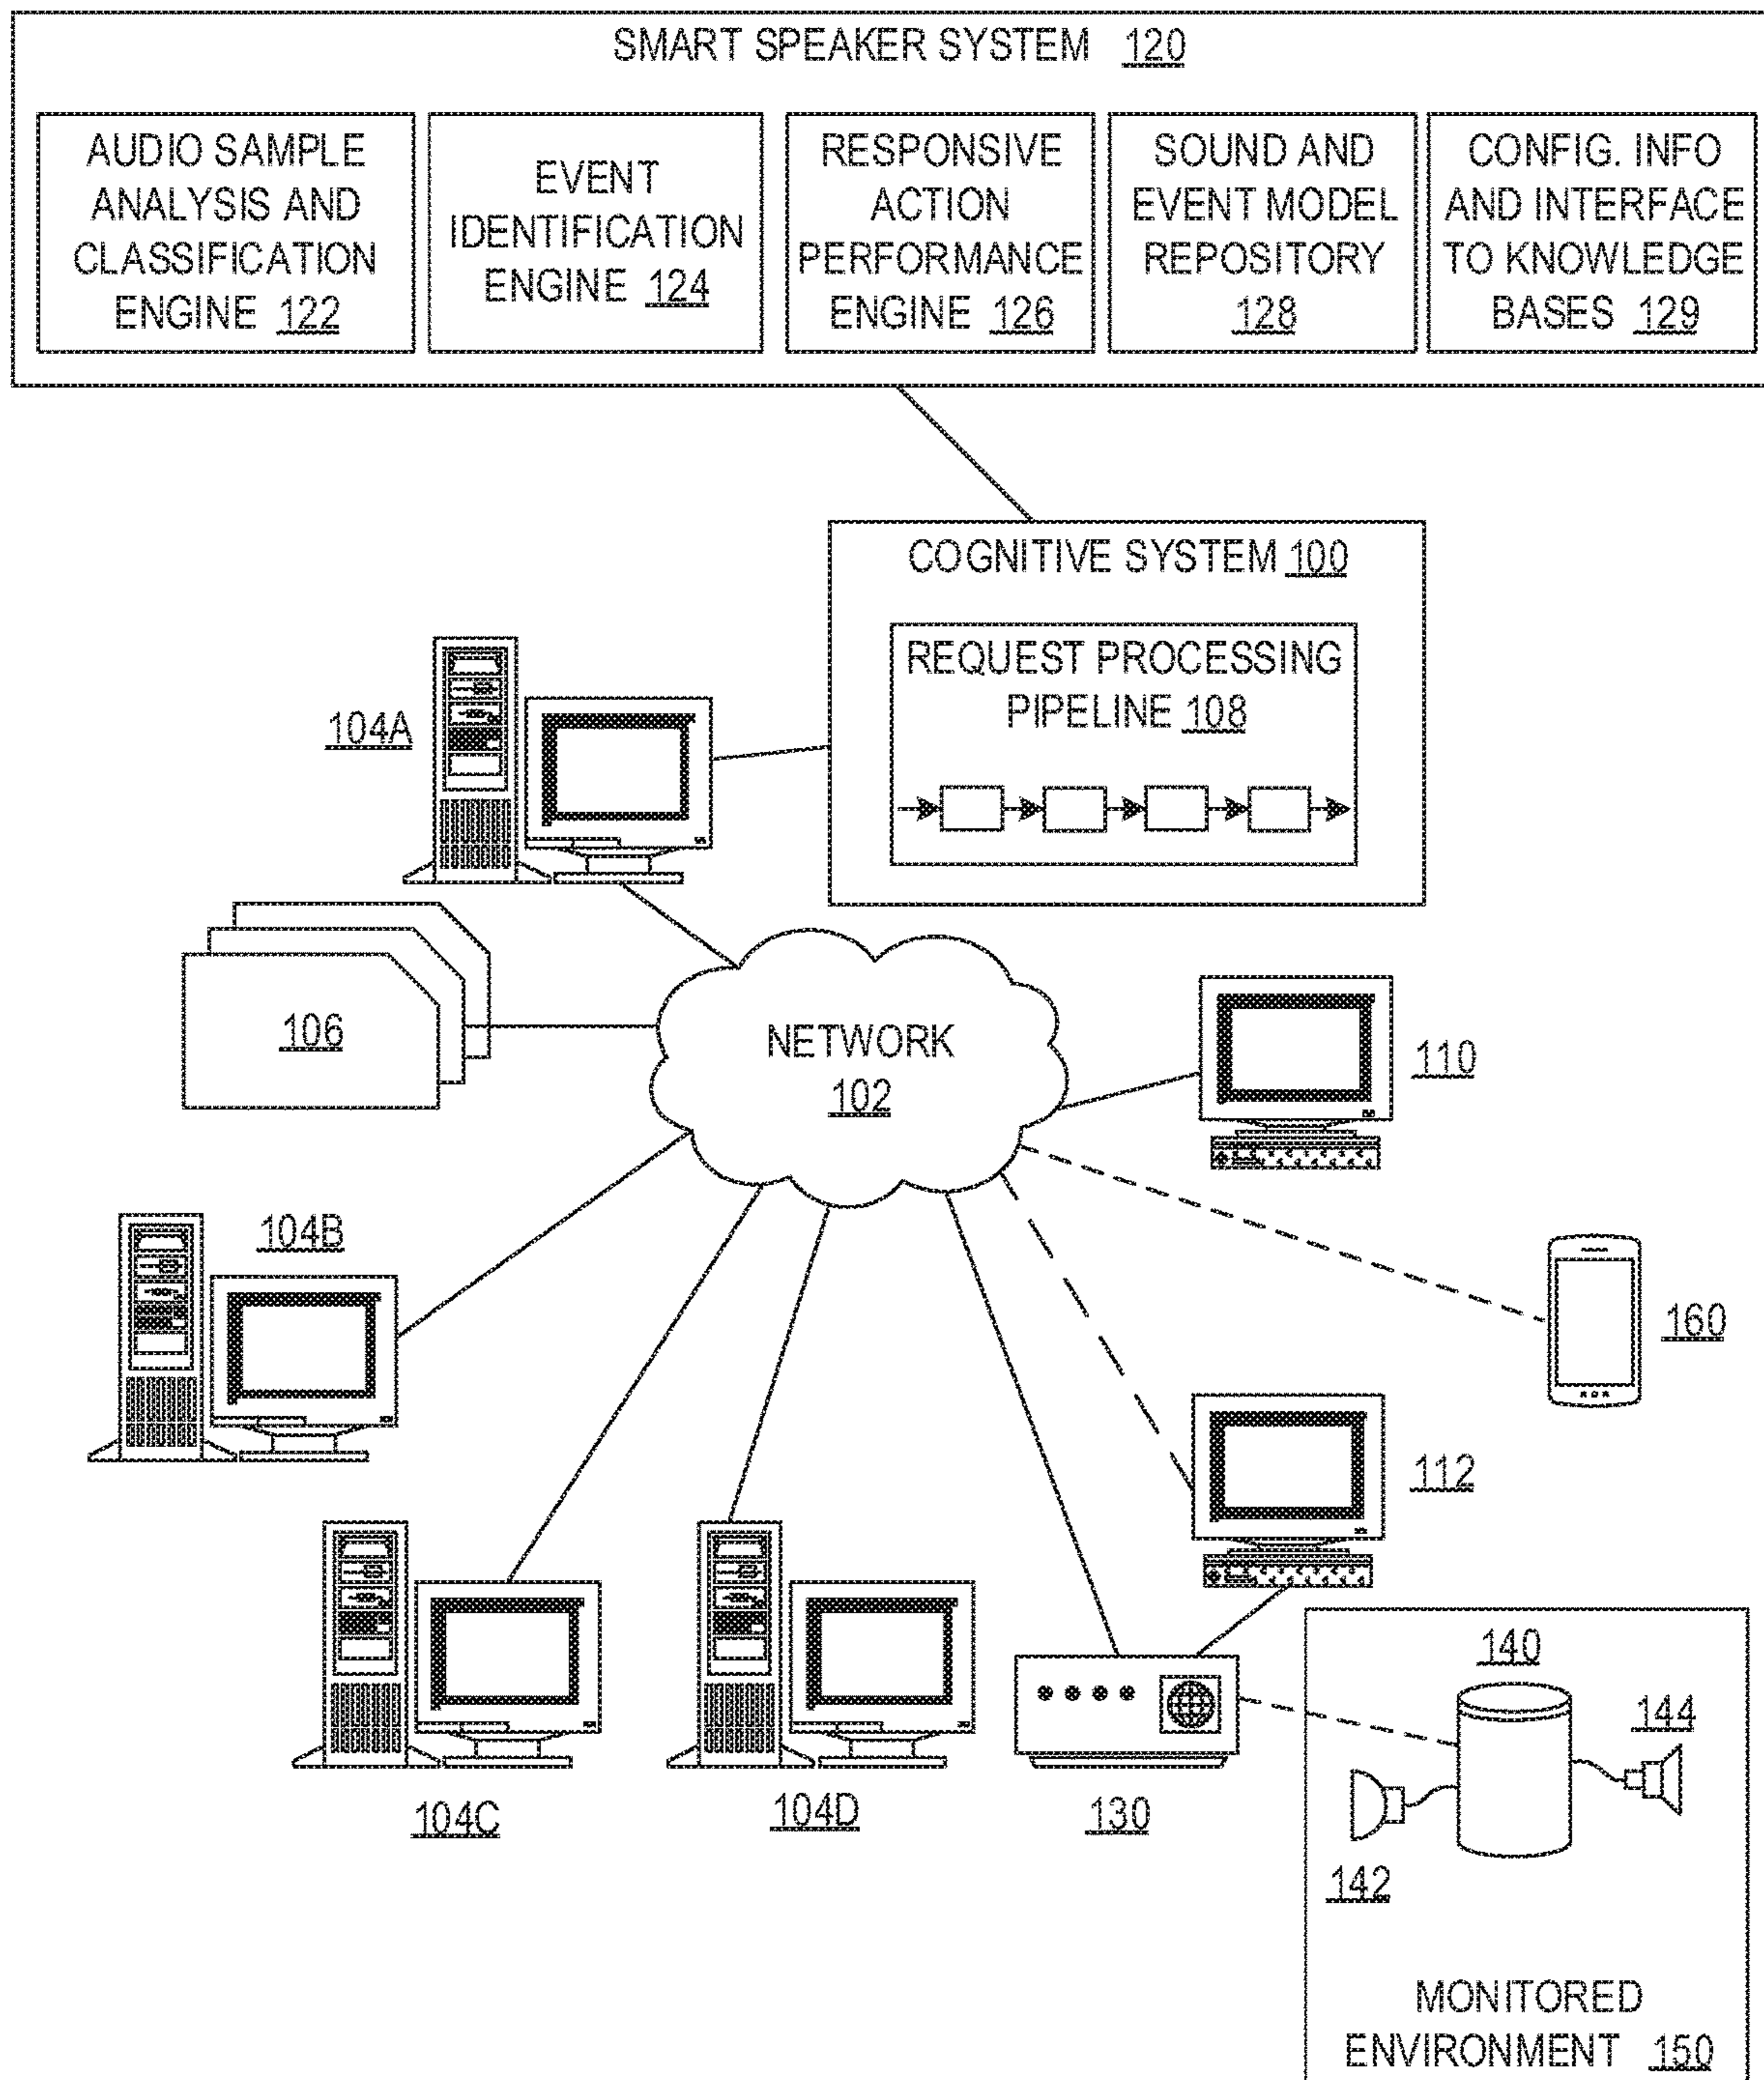 SMART SPEAKER SYSTEM 120
AUDIO SAMPLE
ANALYSIS AND
CLASSIFICATION
ENGINE 122
EVENT
IDENTIFICATION
ENGINE 124
RESPONSIVE
ACTION
PERFORMANCE
ENGINE 126
SOUND AND
EVENT MODEL
REPOSITORY
128
CONFIG. INFO
AND INTERFACE
TO KNOWLEDGE
BASES 129
COGNITIVE SYSTEM 100
REQUEST PROCESSING
PIPELINE 108
104A
106
NETWORK
102
110
104B
160
112
104C
104D
130
140
144
142
MONITORED
ENVIRONMENT 150